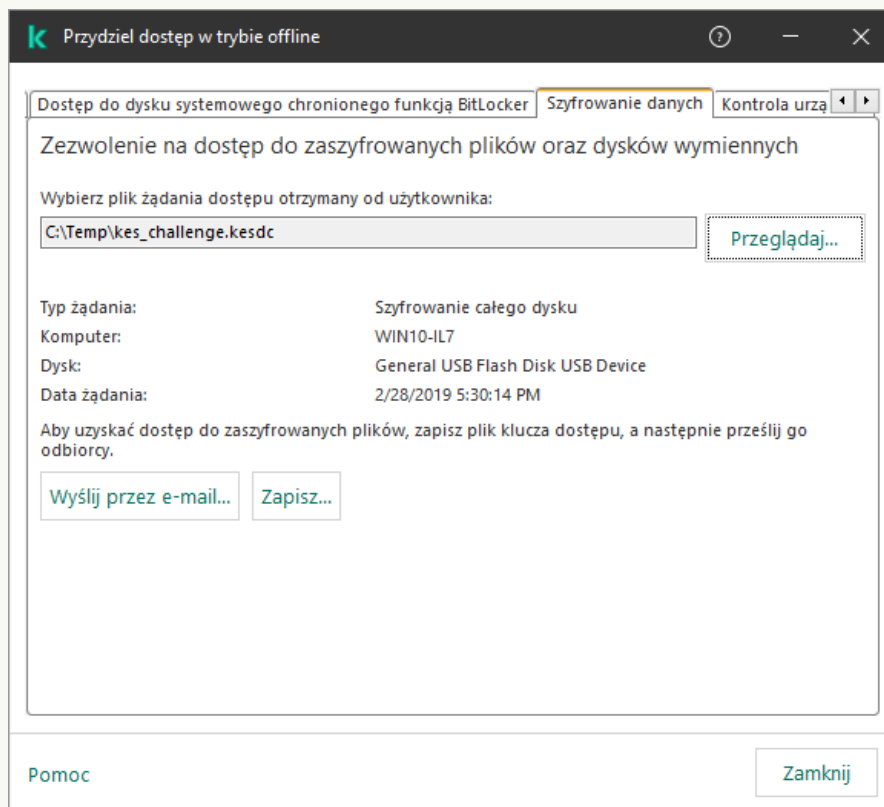 Przydziel dostęp w trybie offline
Dostęp do dysku systemowego chronionego funkcją BitLocker
Szyfrowanie danych
Kontrola urzą
Zezwolenie na dostęp do zaszyfrowanych plików oraz dysków wymiennych
Wybierz plik żądania dostępu otrzymany od użytkownika:
C:\Temp\kes_challenge.kesdc
Przeglądaj...
Typ żądania: Szyfrowanie całego dysku
Komputer: WIN10-IL7
Dysk: General USB Flash Disk USB Device
Data żądania: 2/28/2019 5:30:14 PM
Aby uzyskać dostęp do zaszyfrowanych plików, zapisz plik klucza dostępu, a następnie prześlij go
odbiorcy.
Wyślij przez e-mail... Zapisz...
Pomoc
Zamknij